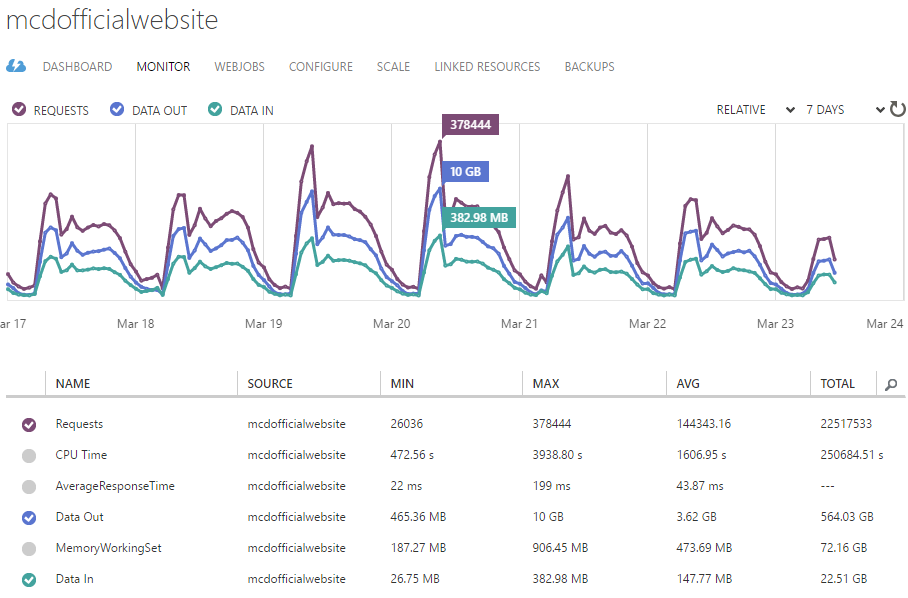 mcdofficialwebsite
DASHBOARD MONITOR WEBJOBS CONFIGURE SCALE LINKED RESOURCES BACKUPS
REQUESTS DATA OUT DATA IN RELATIVE 7 DAYS
378444
10 GB
382.98 MB
ar 17 Mar 18 Mar 19 Mar 20 Mar 21 Mar 22 Mar 23 Mar 24
NAME SOURCE MIN MAX AVG TOTAL
Requests mcdofficialwebsite 26036 378444 144343.16 22517533
CPU Time mcdofficialwebsite 472.56 s 3938.80 s 1606.95 s 250684.51 s
AverageResponseTime mcdofficialwebsite 22 ms 199 ms 43.87 ms ---
Data Out mcdofficialwebsite 465.36 MB 10 GB 3.62 GB 564.03 GB
MemoryWorkingSet mcdofficialwebsite 187.27 MB 906.45 MB 473.69 MB 72.16 GB
Data In mcdofficialwebsite 26.75 MB 382.98 MB 147.77 MB 22.51 GB